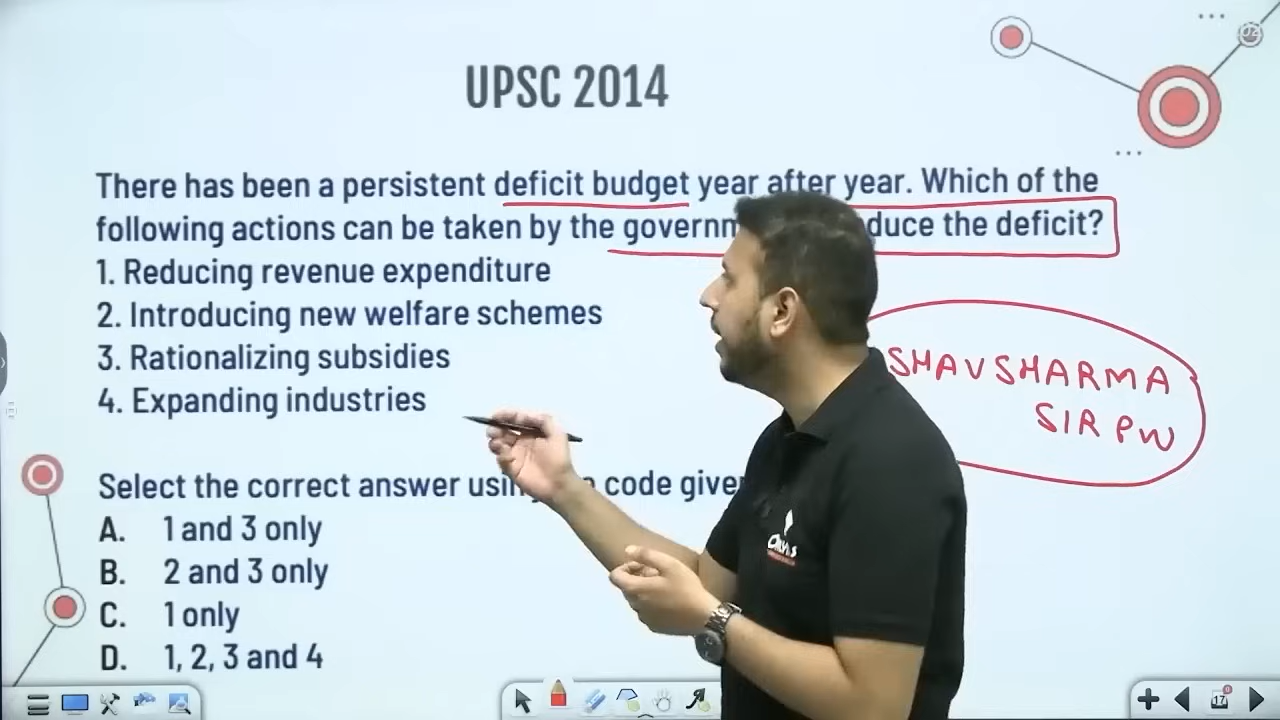 UPSC 2014
There has been a persistent deficit budget year after year. Which of the
following actions can be taken by the duce the deficit?
1. Reducing revenue expenditure
2. Introducing new welfare schemes
3. Rationalizing subsidies
4. Expanding industries
SHAVSHARMA
SIR PW
Select the correct answer code
A. 1 and 3 only
B. 2 and 3 only
C. 1 only
D. 1, 2, 3 and 4
17